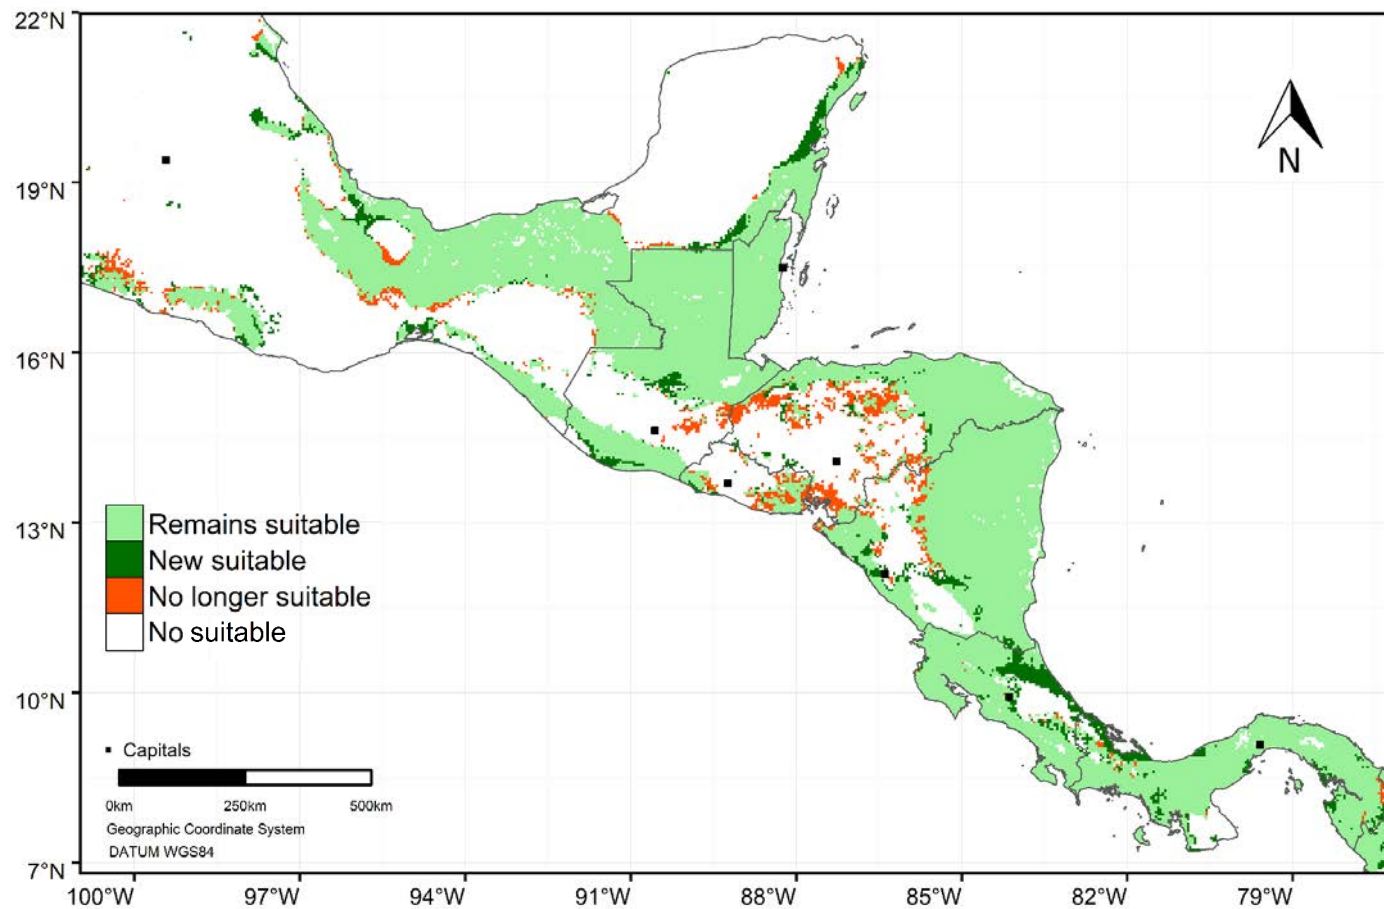 22°N
19°N
16°N
13°N
10°N
7°N
N
Remains suitable
New suitable
No longer suitable
No suitable
Capitals
0km 250km 500km
Geographic Coordinate System
DATUM WGS84
100°W 97°W 94°W 91°W 88°W 85°W 82°W 79°W